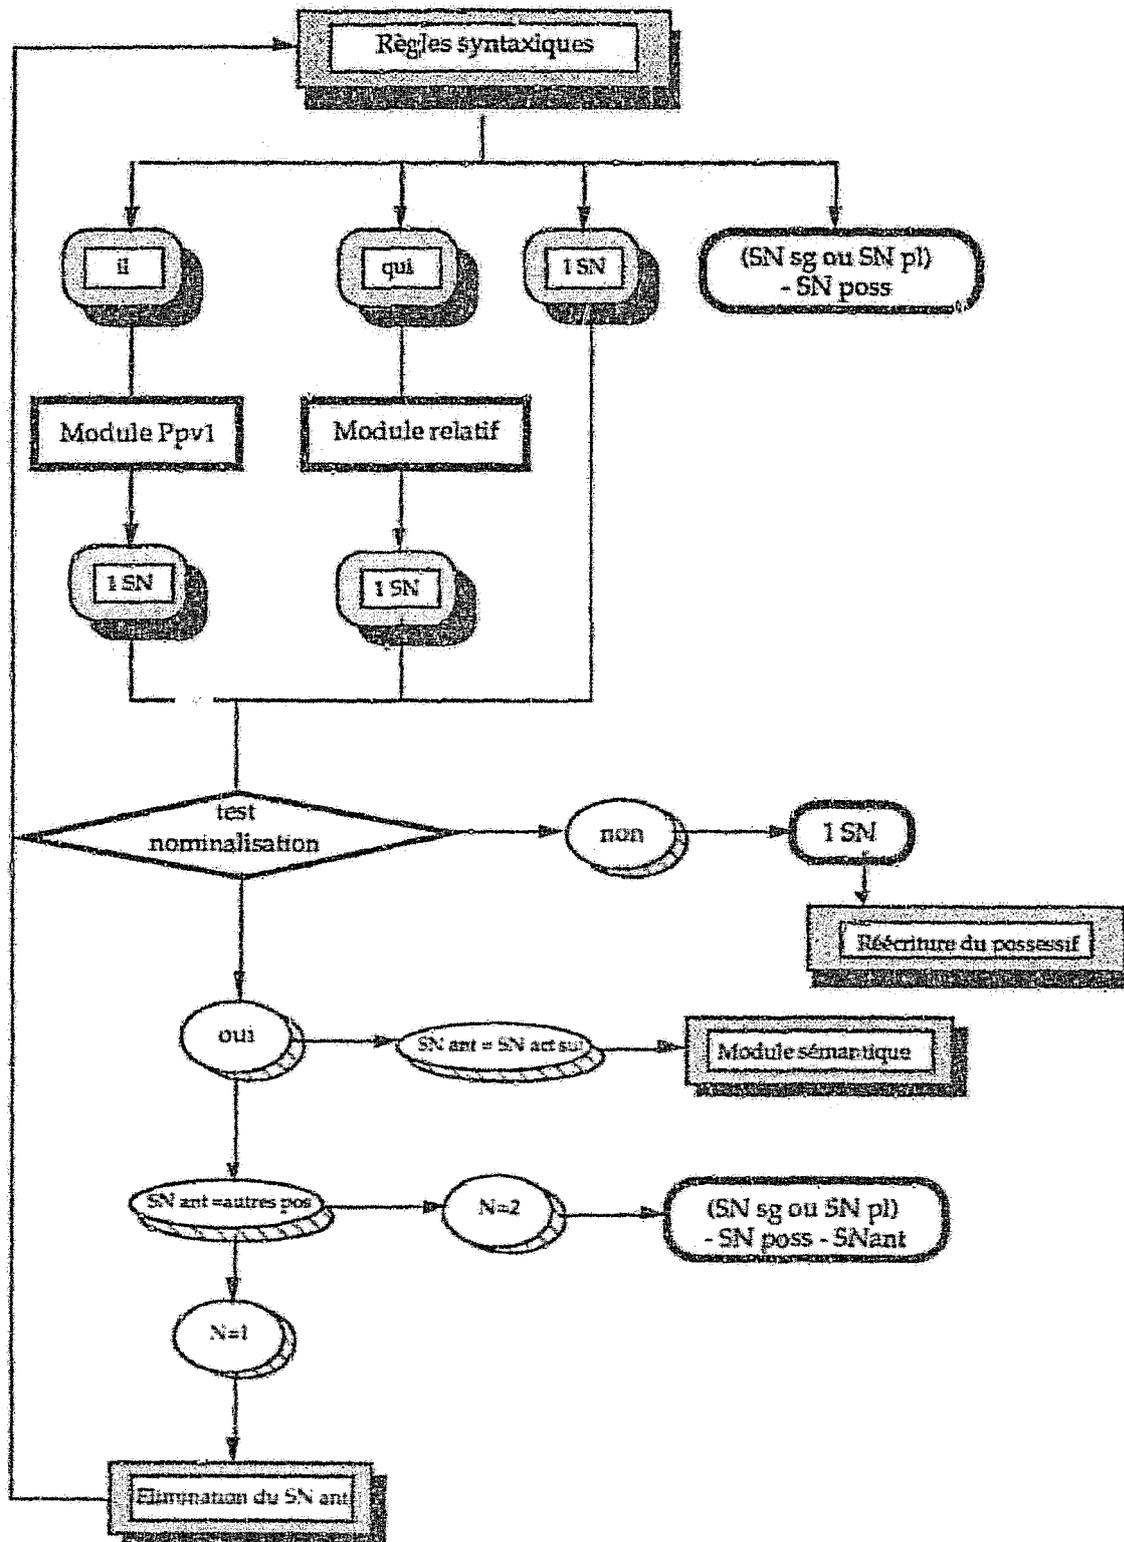 Règles syntaxiques
il
qui
1 SN
(SN sg ou SN pl)
- SN poss
Module Ppv1
Module relatif
1 SN
1 SN
test
nominalisation
non
1 SN
Réécriture du possessif
oui
SN ant = SN act sur
Module sémantique
SN ant =autres pos
N=2
(SN sg ou SN pl)
- SN poss - SNant
N=1
Elimination du SN ant